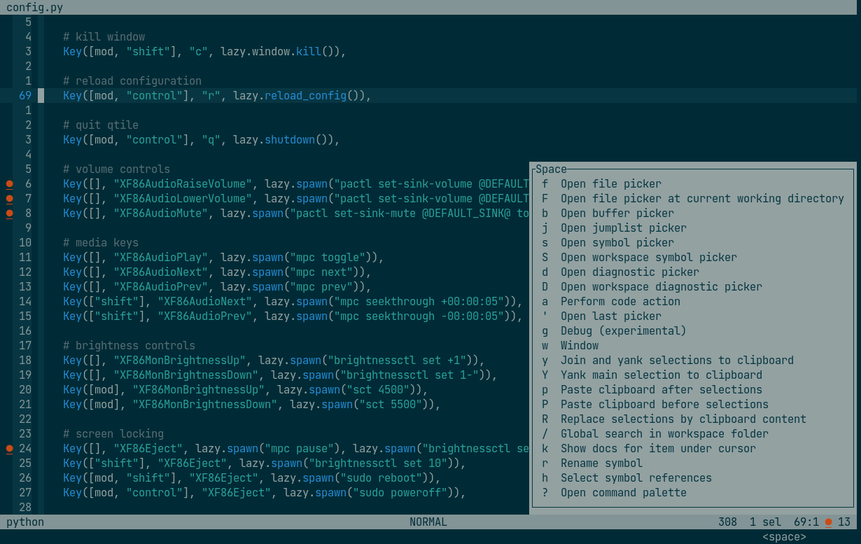 config.py
5
4 # kill window
3 Key([mod, "shift"], "c", lazy.window.kill()),
2
1 # reload configuration
69 Key([mod, "control"], "r", lazy.reload_config()),
1
2 # quit qtile
3 Key([mod, "control"], "q", lazy.shutdown()),
4
5 # volume controls
6 Key([], "XF86AudioRaiseVolume", lazy.spawn("pactl set-sink-volume @DEFAULT
7 Key([], "XF86AudioLowerVolume", lazy.spawn("pactl set-sink-volume @DEFAULT
8 Key([], "XF86AudioMute", lazy.spawn("pactl set-sink-mute @DEFAULT_SINK@ to
9
10 # media keys
11 Key([], "XF86AudioPlay", lazy.spawn("mpc toggle")),
12 Key([], "XF86AudioNext", lazy.spawn("mpc next")),
13 Key([], "XF86AudioPrev", lazy.spawn("mpc prev")),
14 Key(["shift"], "XF86AudioNext", lazy.spawn("mpc seekthrough +00:00:05")),
15 Key(["shift"], "XF86AudioPrev", lazy.spawn("mpc seekthrough -00:00:05")),
16
17 # brightness controls
18 Key([], "XF86MonBrightnessUp", lazy.spawn("brightnessctl set +1")),
19 Key([], "XF86MonBrightnessDown", lazy.spawn("brightnessctl set 1-")),
20 Key([mod], "XF86MonBrightnessUp", lazy.spawn("sct 4500")),
21 Key([mod], "XF86MonBrightnessDown", lazy.spawn("sct 5500")),
22
23 # screen locking
24 Key([], "XF86Eject", lazy.spawn("mpc pause"), lazy.spawn("brightnessctl se
25 Key(["shift"], "XF86Eject", lazy.spawn("brightnessctl set 10")),
26 Key([mod, "shift"], "XF86Eject", lazy.spawn("sudo reboot")),
27 Key([mod, "control"], "XF86Eject", lazy.spawn("sudo poweroff")),
28
Space
f Open file picker
F Open file picker at current working directory
b Open buffer picker
j Open jumplist picker
s Open symbol picker
S Open workspace symbol picker
d Open diagnostic picker
D Open workspace diagnostic picker
a Perform code action
' Open last picker
g Debug (experimental)
w Window
y Join and yank selections to clipboard
Y Yank main selection to clipboard
p Paste clipboard after selections
P Paste clipboard before selections
R Replace selections by clipboard content
/ Global search in workspace folder
k Show docs for item under cursor
r Rename symbol
h Select symbol references
? Open command palette
python NORMAL 308 1 sel 69:1 ● 13
<space>